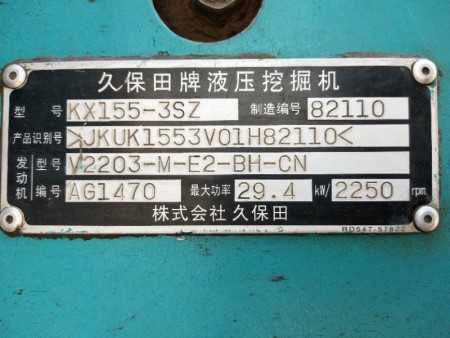 久保田牌液压挖掘机
型号 KX155-3SZ 制造编号 82110
产品识别号 >JKUK1553V01H82110<
发动机 型号 V2203-M-E2-BH-CN
编号 AG1470 最大功率 29.4 kW/2250 rpm
株式会社久保田
RD547-57822